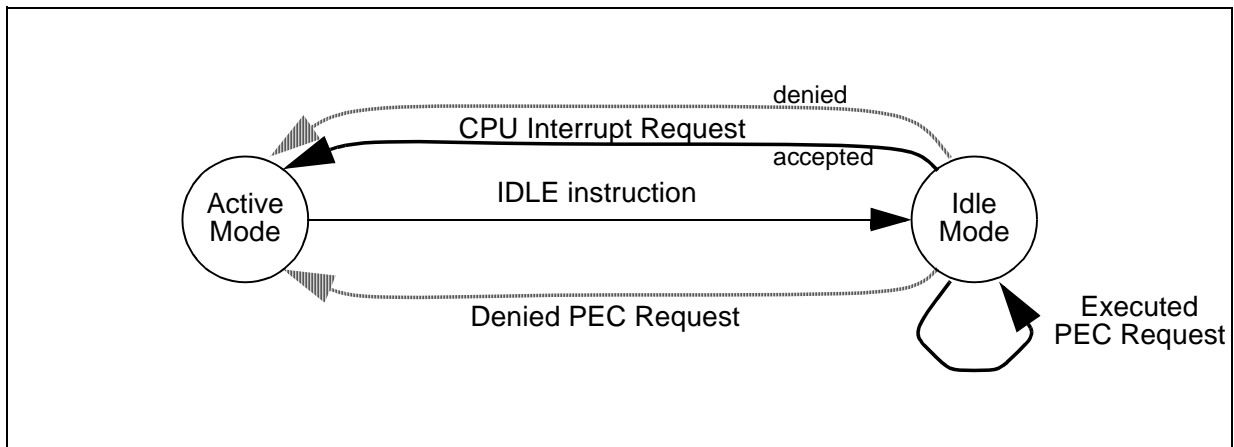 denied
CPU Interrupt Request
accepted
IDLE instruction
Active
Mode
Idle
Mode
Denied PEC Request
Executed
PEC Request